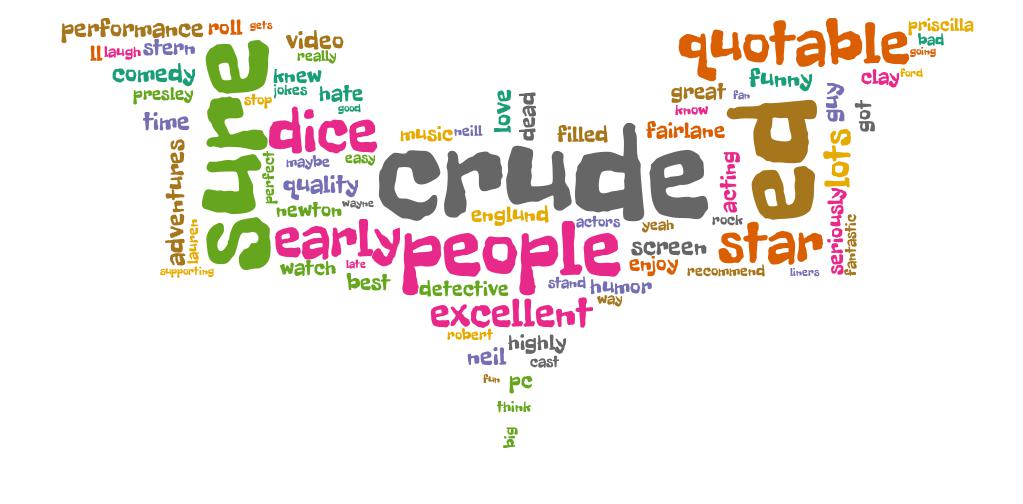 performance
roll
gets
priscilla
ll
laugh
stern
video
quotable
bad
going
really
comedy
sure
knew
funny
clay
ford
presley
stop
jokes
hate
good
love
dead
great
fan
guy
got
time
dice
know
music
neill
filled
fairlane
ed
lots
adventures
perfect
maybe
easy
crude
acting
quality
wayne
newton
englund
actors
yeah
rock
seriously
fantastic
lauren
early
people
screen
star
supporting
watch
late
enjoy
recommend
liners
best
detective
stand
humor
way
excellent
robert
highly
neil
cast
fun
pc
think
big